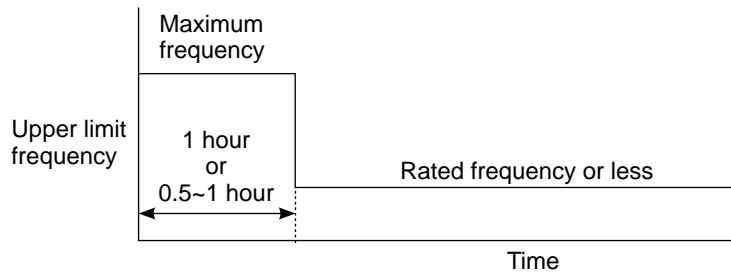 Maximum
frequency
Upper limit
frequency
1 hour
or
0.5~1 hour
Rated frequency or less
Time